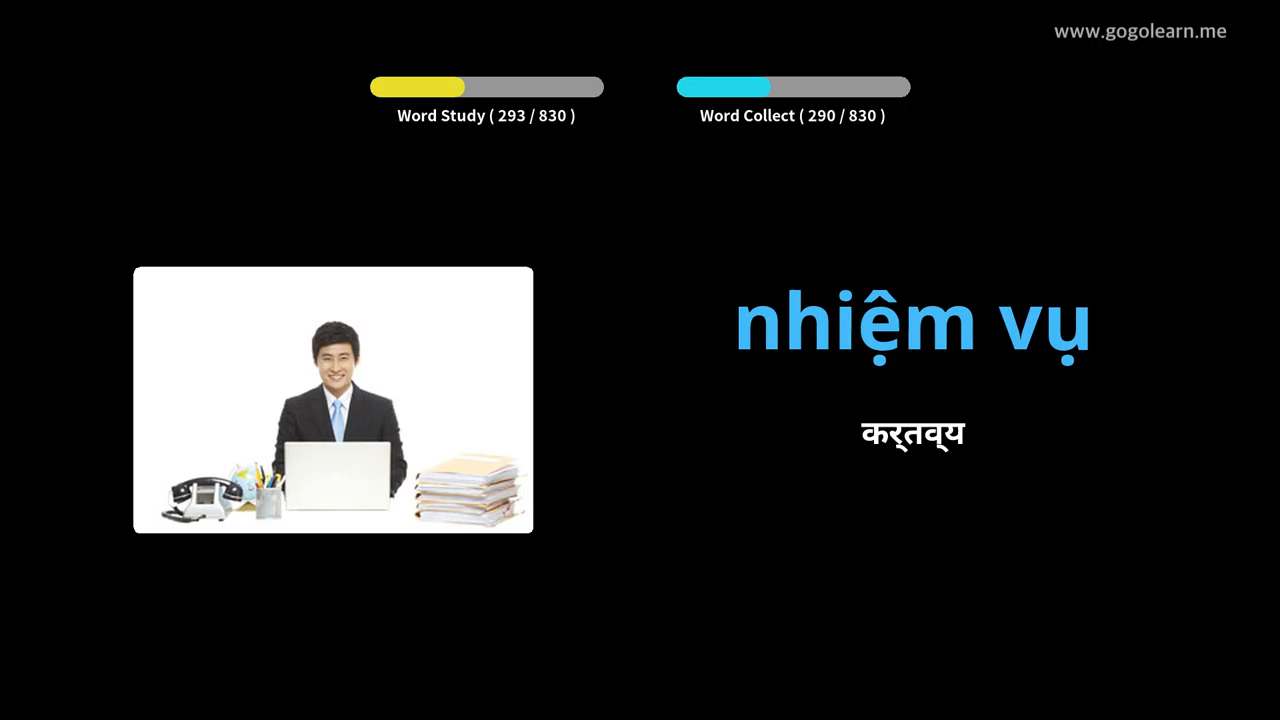 www.gogolearn.me
Word Study ( 293 / 830 )
Word Collect ( 290 / 830 )
nhiệm vụ
कर्तव्य